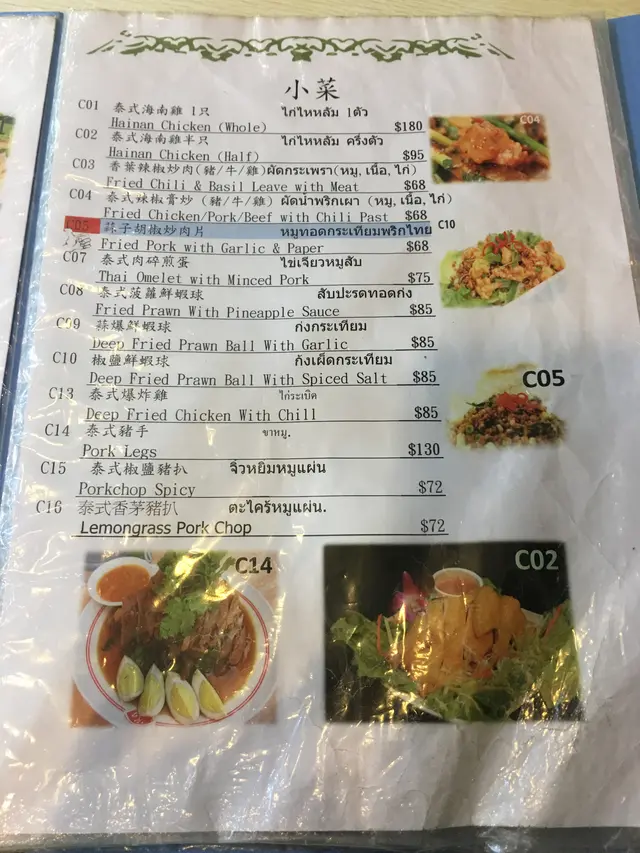 小菜
C01 泰式海南雞 1只 ไก่ไหหลัม 1ตัว
Hainan Chicken (Whole) $180
C02 泰式海南雞半只 ไก่ไหหลัม ครึ่งตัว
Hainan Chicken (Half) $95
C03 香葉辣椒炒肉(豬/牛/雞)ผัดกระเพรา(หมู,เนื้อ,ไก่)
Fried Chili & Basil Leave with Meat $68
C04 泰式辣椒膏炒 (豬/牛/雞) ผัดน้ำพริกเผา (หมู, เนื้อ, ไก่)
Fried Chicken/Pork/Beef with Chili Past $68
C05 蒜子胡椒炒肉片 หมูทอดกระเทียมพริกไทย
Fried Pork with Garlic & Paper $68
C07 泰式肉碎煎蛋 ไข่เจียวหมูสับ
Thai Omelet with Minced Pork $75
C08 泰式菠蘿鮮蝦球 สับปะรดทอดกุ่ง
Fried Prawn With Pineapple Sauce $85
C09 蒜爆鮮蝦球 กุ่งกระเทียม
Deep Fried Prawn Ball With Garlic $85
C10 椒鹽鮮蝦球 กุ้งเผ็ดกระเทียม
Deep Fried Prawn Ball With Spiced Salt $85
C13 泰式爆炸雞 ไก่ระเบิด
Deep Fried Chicken With Chill $85
C14 泰式豬手 ขาหมู.
Pork Legs $130
C15 泰式椒鹽豬扒 จิ๋วหยิมหมูแผ่น
Porkchop Spicy $72
C16 泰式香茅豬扒 ตะไคร้หมูแผ่น.
Lemongrass Pork Chop $72
C04
C10
C05
C14
C02